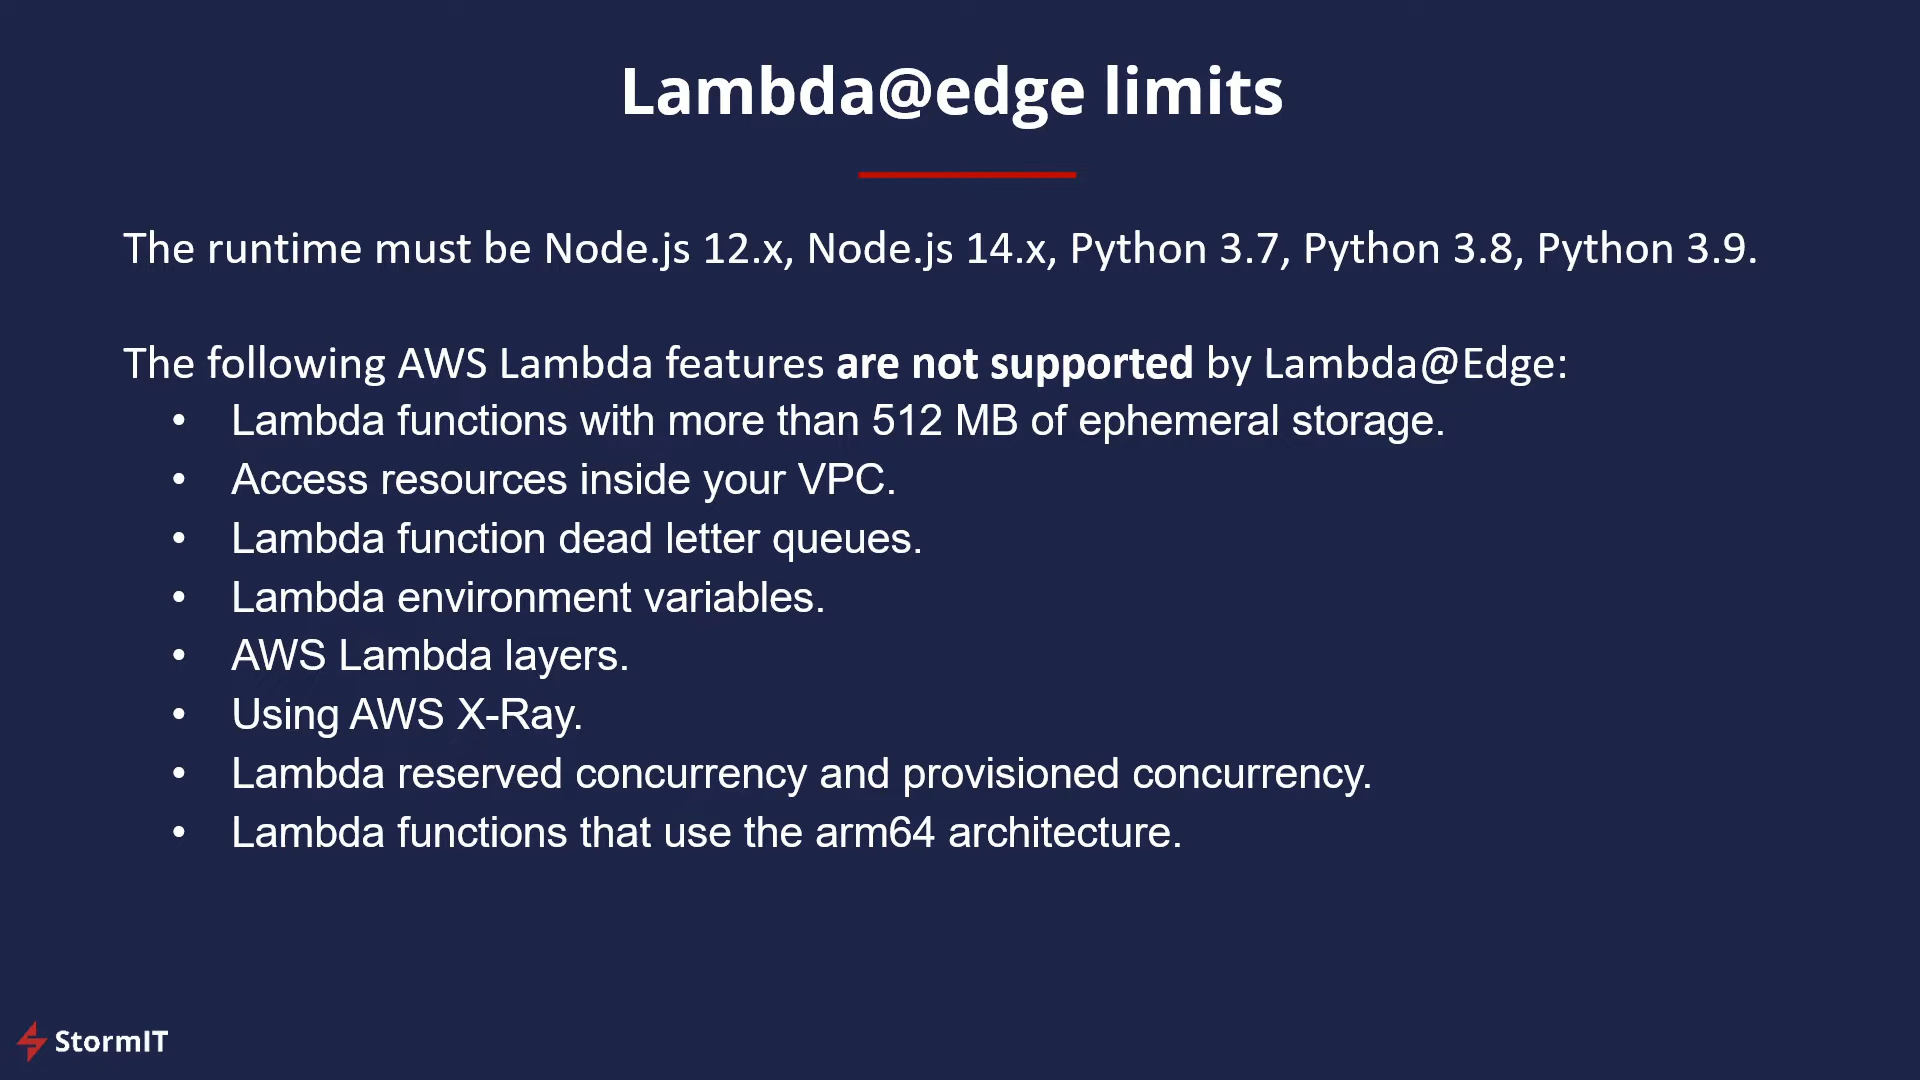 Lambda@edge limits
The runtime must be Node.js 12.x, Node.js 14.x, Python 3.7, Python 3.8, Python 3.9.
The following AWS Lambda features are not supported by Lambda@Edge:
• Lambda functions with more than 512 MB of ephemeral storage.
• Access resources inside your VPC.
• Lambda function dead letter queues.
• Lambda environment variables.
• AWS Lambda layers.
• Using AWS X-Ray.
• Lambda reserved concurrency and provisioned concurrency.
• Lambda functions that use the arm64 architecture.
StormIT